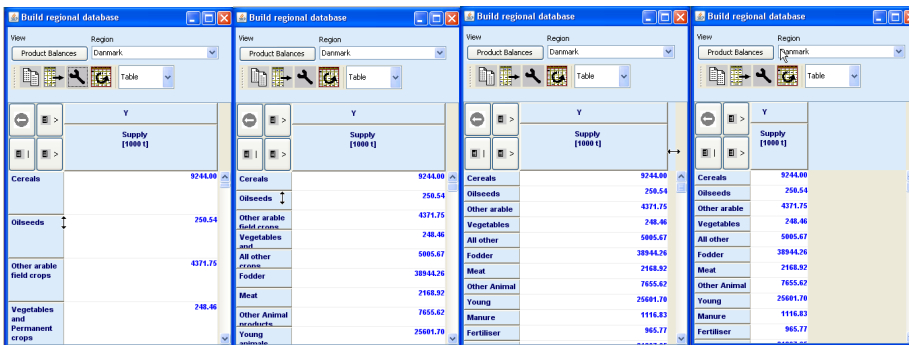 Build regional database
View Region
Product Balances Danmark
Table
Y
Supply
[1000 t]
Cereals 9244.00
Oilseeds 250.54
Other arable
field crops 4371.75
Vegetables
and
Permanent
crops 248.46
Build regional database
View Region
Product Balances Danmark
Table
Y
Supply
[1000 t]
Cereals 9244.00
Oilseeds 250.54
Other arable
field crops 4371.75
Vegetables
and 248.46
All other
crops 5005.67
Fodder 38944.26
Meat 2168.92
Other Animal
products 7655.62
Young
animals 25601.70
Build regional database
View Region
Product Balances Danmark
Table
Y
Supply
[1000 t]
Cereals 9244.00
Oilseeds 250.54
Other arable 4371.75
Vegetables 248.46
All other 5005.67
Fodder 38944.26
Meat 2168.92
Other Animal 7655.62
Young 25601.70
Manure 1116.83
Fertiliser 965.77
Build regional database
View Region
Product Balances Danmark
Table
Y
Supply
[1000 t]
Cereals 9244.00
Oilseeds 250.54
Other arable 4371.75
Vegetables 248.46
All other 5005.67
Fodder 38944.26
Meat 2168.92
Other Animal 7655.62
Young 25601.70
Manure 1116.83
Fertiliser 965.77